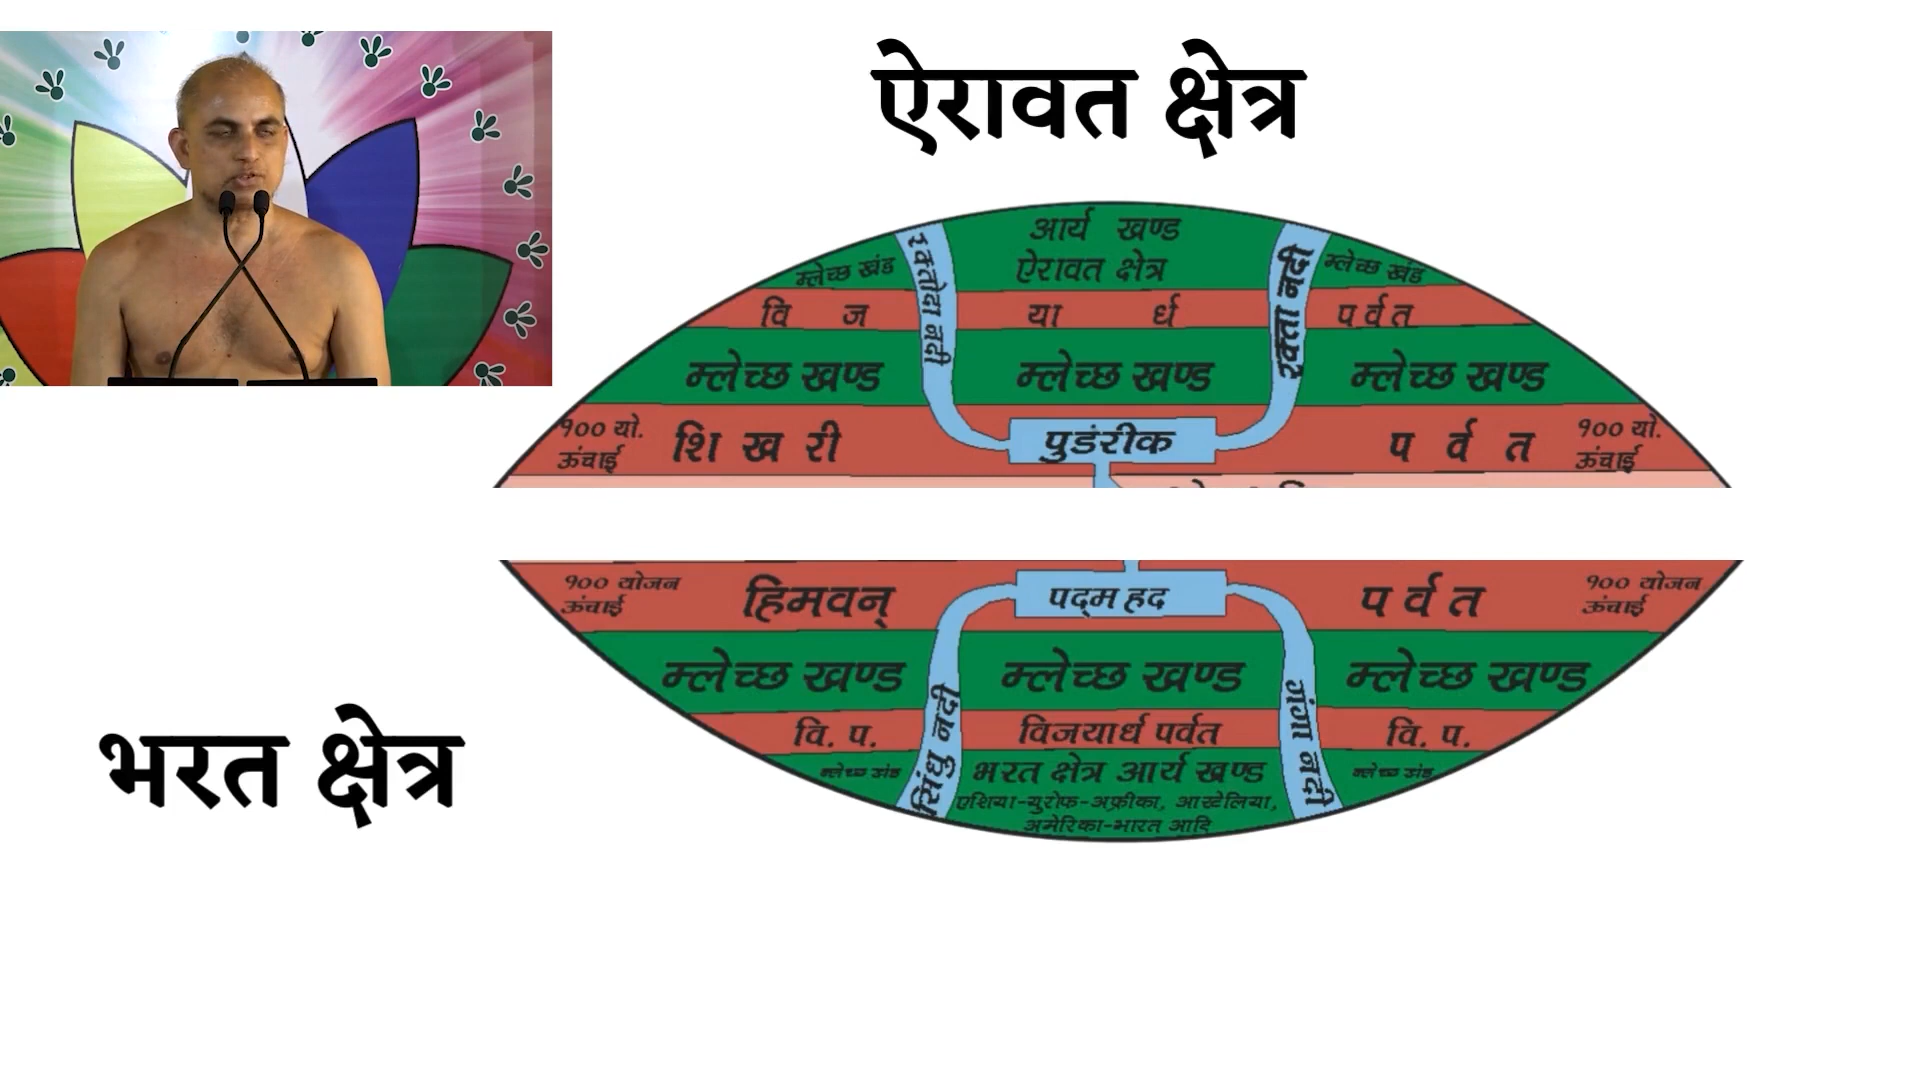 ऐरावत क्षेत्र
आर्य खण्ड
ऐरावत क्षेत्र
म्लेच्छ खंड
म्लेच्छ खंड
रक्तोदा नदी
रक्ता नदी
वि ज या र्ध पर्वत
म्लेच्छ खण्ड म्लेच्छ खण्ड म्लेच्छ खण्ड
१०० यो.
ऊंचाई
शि ख री
पुडंरीक
प र्व त
१०० यो.
ऊंचाई
१०० योजन
ऊंचाई
हिमवन्
पद्म हद
प र्व त
१०० योजन
ऊंचाई
म्लेच्छ खण्ड म्लेच्छ खण्ड म्लेच्छ खण्ड
सिंधु नदी
गंगा नदी
वि. प. विजयार्ध पर्वत वि. प.
भरत क्षेत्र
म्लेच्छ खंड
भरत क्षेत्र आर्य खण्ड
म्लेच्छ खंड
एशिया-युरोफ-अफ्रीका, आस्ट्रेलिया,
अमेरिका-भारत आदि